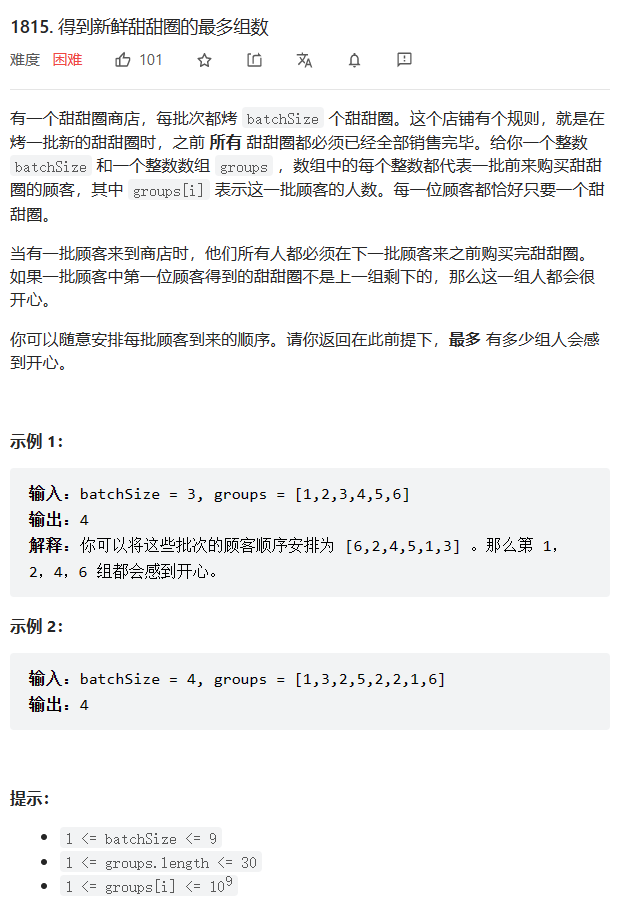 1815. 得到新鲜甜甜圈的最多组数
难度 困难 101
有一个甜甜圈商店，每批次都烤 batchSize 个甜甜圈。这个店铺有个规则，就是在
烤一批新的甜甜圈时，之前 所有 甜甜圈都必须已经全部销售完毕。给你一个整数
batchSize 和一个整数数组 groups ，数组中的每个整数都代表一批前来购买甜甜
圈的顾客，其中 groups[i] 表示这一批顾客的人数。每一位顾客都恰好只要一个甜
甜圈。
当有一批顾客来到商店时，他们所有人都必须在下一批顾客来之前购买完甜甜圈。
如果一批顾客中第一位顾客得到的甜甜圈不是上一组剩下的，那么这一组人都会很
开心。
你可以随意安排每批顾客到来的顺序。请你返回在此前提下，最多 有多少组人会感
到开心。
示例 1：
输入：batchSize = 3, groups = [1,2,3,4,5,6]
输出：4
解释：你可以将这些批次的顾客顺序安排为 [6,2,4,5,1,3] 。那么第 1，
2，4，6 组都会感到开心。
示例 2：
输入：batchSize = 4, groups = [1,3,2,5,2,2,1,6]
输出：4
提示：
• 1 <= batchSize <= 9
• 1 <= groups.length <= 30
• 1 <= groups[i] <= 10⁹